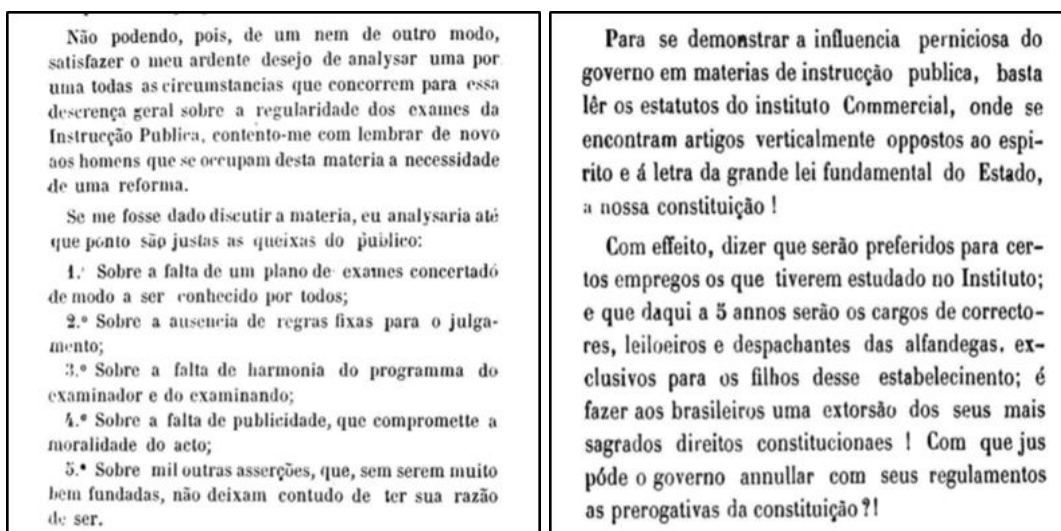 Não podendo, pois, de um nem de outro modo,
satisfazer o meu ardente desejo de analysar uma por
uma todas as circumstancias que concorrem para essa
descrença geral sobre a regularidade dos exames da
Instrucção Publica, contento-me com lembrar de novo
aos homens que se occupam desta materia a necessidade
de uma reforma.
Se me fosse dado discutir a materia, eu analysaria até
que ponto são justas as queixas do publico:
1.º Sobre a falta de um plano de exames concertado
de modo a ser conhecido por todos;
2.º Sobre a ausencia de regras fixas para o julga-
mento;
3.º Sobre a falta de harmonia do programma do
examinador e do examinando;
4.º Sobre a falta de publicidade, que compromette a
moralidade do acto;
5.º Sobre mil outras asserções, que, sem serem muito
bem fundadas, não deixam contudo de ter sua razão
de ser.
Para se demonstrar a influencia perniciosa do
governo em materias de instrucção publica, basta
lêr os estatutos do instituto Commercial, onde se
encontram artigos verticalmente oppostos ao espi-
rito e á letra da grande lei fundamental do Estado,
a nossa constituição !
Com effeito, dizer que serão preferidos para cer-
tos empregos os que tiverem estudado no Instituto;
e que daqui a 5 annos serão os cargos de correcto-
res, leiloeiros e despachantes das alfandegas. ex-
clusivos para os filhos desse estabelecinento; é
fazer aos brasileiros uma extorsão dos seus mais
sagrados direitos constitucionaes ! Com que jus
póde o governo annullar com seus regulamentos
as prerogativas da constituição ?!